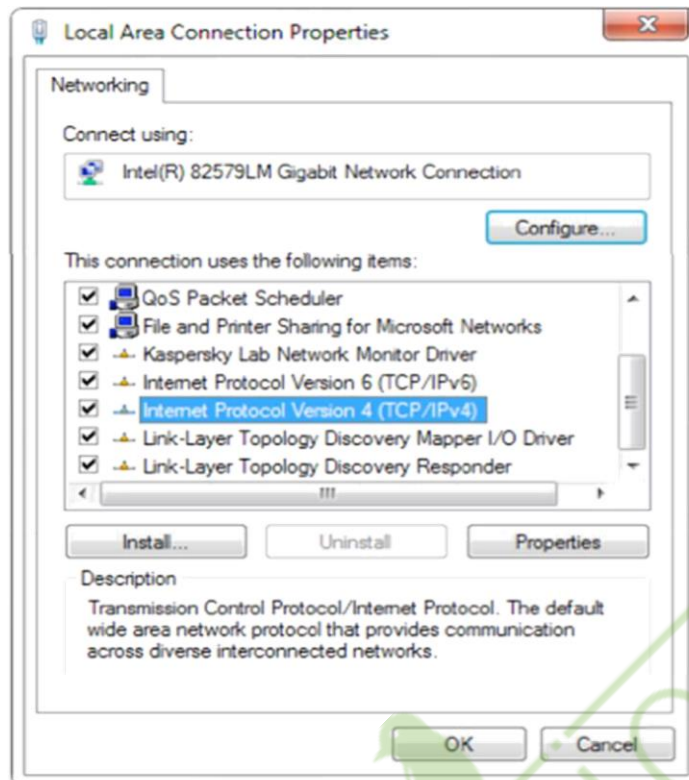 Local Area Connection Properties
Networking
Connect using:
Intel(R) 82579LM Gigabit Network Connection
Configure...
This connection uses the following items:
QoS Packet Scheduler
File and Printer Sharing for Microsoft Networks
Kaspersky Lab Network Monitor Driver
Internet Protocol Version 6 (TCP/IPv6)
Internet Protocol Version 4 (TCP/IPv4)
Link-Layer Topology Discovery Mapper I/O Driver
Link-Layer Topology Discovery Responder
Install...
Uninstall
Properties
Description
Transmission Control Protocol/Internet Protocol. The default
wide area network protocol that provides communication
across diverse interconnected networks.
OK
Cancel